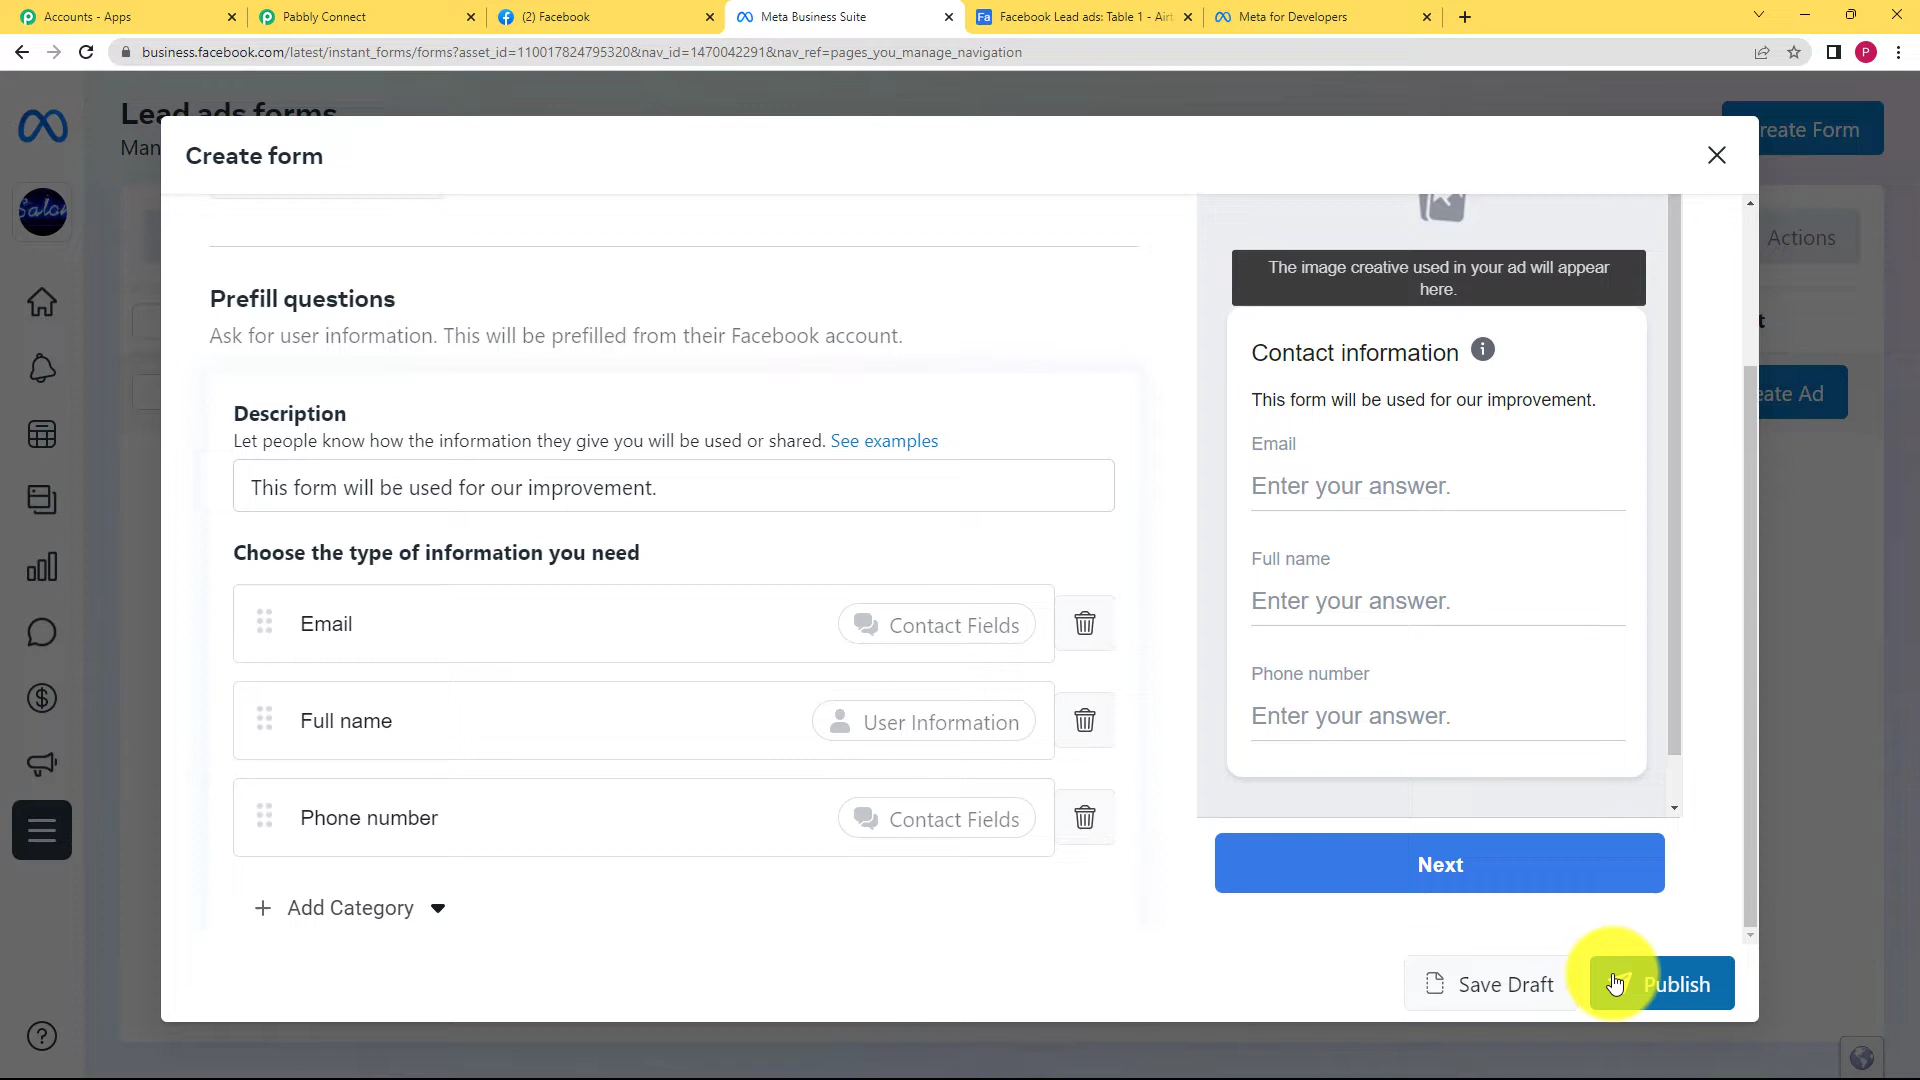 Accounts - Apps
Pabbly Connect
(2) Facebook
Meta Business Suite
Facebook Lead ads: Table 1 - Airt
Meta for Developers
business.facebook.com/latest/instant_forms/forms?asset_id=110017824795320&nav_id=1470042291&nav_ref=pages_you_manage_navigation
P
Lead ads forms
Man
reate Form
Create form
Salon
Actions
The image creative used in your ad will appear
here.
Prefill questions
Ask for user information. This will be prefilled from their Facebook account.
t
Contact information
This form will be used for our improvement.
eate Ad
Description
Let people know how the information they give you will be used or shared. See examples
This form will be used for our improvement.
Email
Enter your answer.
Choose the type of information you need
Full name
Enter your answer.
Email
Contact Fields
Phone number
Enter your answer.
Full name
User Information
Phone number
Contact Fields
Next
Add Category
Save Draft
Publish